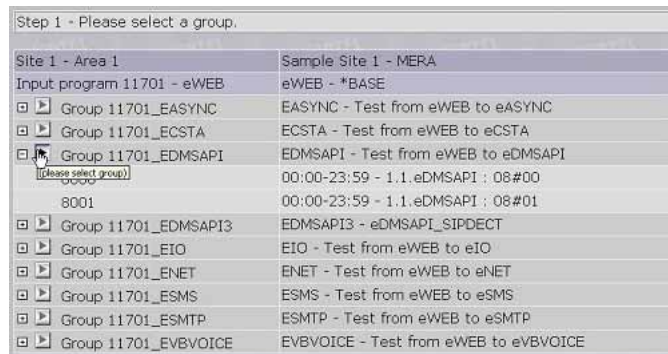 Step 1 - Please select a group.
Site 1 - Area 1 Sample Site 1 - MERA
Input program 11701 - eWEB eWEB - *BASE
Group 11701_EASYNC EASYNC - Test from eWEB to eASYNC
Group 11701_ECSTA ECSTA - Test from eWEB to eCSTA
Group 11701_EDMSAPI EDMSAPI - Test from eWEB to eDMSAPI
(please select group)
00:00-23:59 - 1.1.eDMSAPI : 08#00
8001 00:00-23:59 - 1.1.eDMSAPI : 08#01
Group 11701_EDMSAPI3 EDMSAPI3 - eDMSAPI_SIPDECT
Group 11701_EIO EIO - Test from eWEB to eIO
Group 11701_ENET ENET - Test from eWEB to eNET
Group 11701_ESMS ESMS - Test from eWEB to eSMS
Group 11701_ESMTP ESMTP - Test from eWEB to eSMTP
Group 11701_EVBVOICE EVBVOICE - Test from eWEB to eVBVOICE